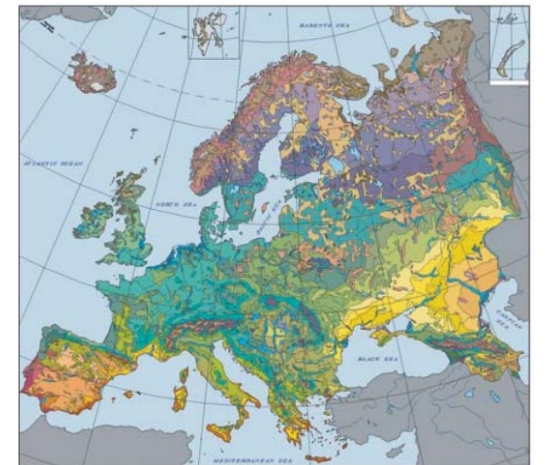 BARENTS SEA
ATLANTIC OCEAN
NORTH SEA
BALTIC SEA
CASPIAN
SEA
BLACK SEA
MEDITERRANEAN SEA